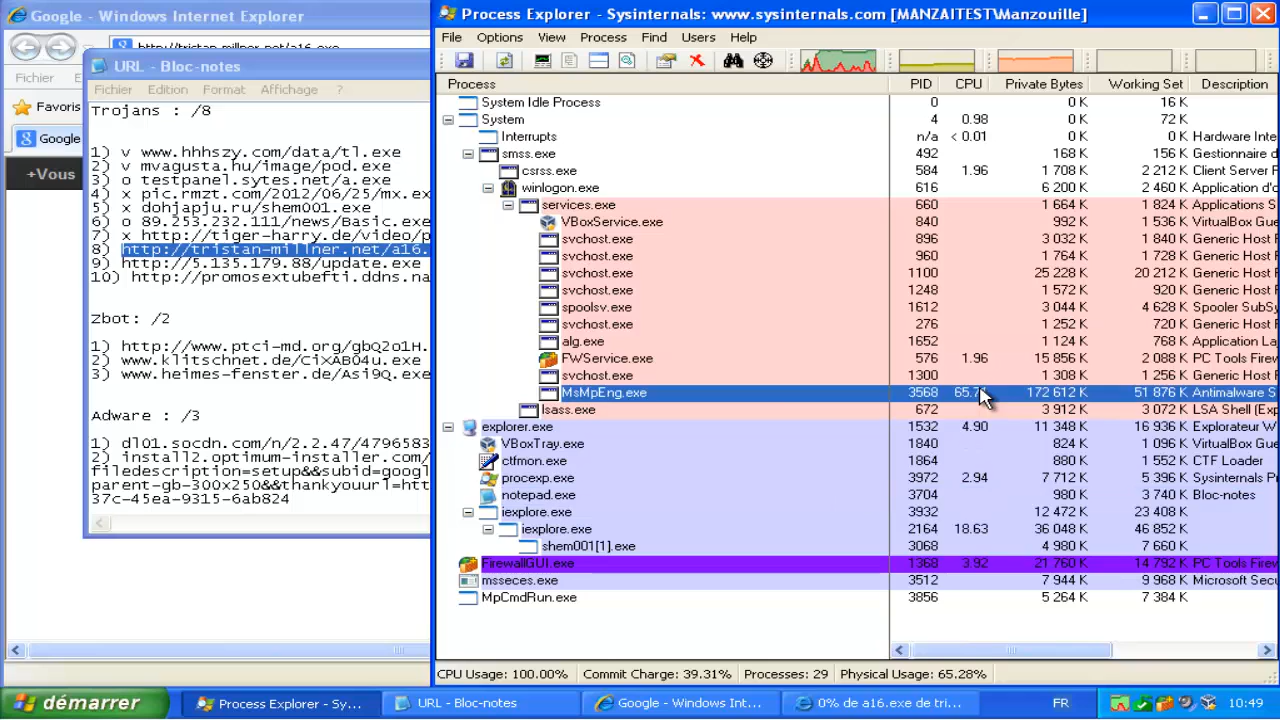 Google - Windows Internet Explorer
http://tristan-millner.net/a16.exe
Fichier
Favoris
Google
+Vous
URL - Bloc-notes
Fichier Edition Format Affichage ?
Trojans : /8
1) v www.hhhszy.com/data/tl.exe
2) v mvagusta.hu/image/pod.exe
3) o testpanel.sytes.net/a.exe
4) x pic.rmzt.com/2012/06/25/mx.ex
5) x dohjapju.ru/shem001.exe
6) o 89.233.232.111/news/Basic.exe
7) x http://tiger-harry.de/video/p
8) http://tristan-millner.net/a16.
9) http://5.135.179.88/update.exe
10) http://promosextubefti.ddns.na
Zbot: /2
1) http://www.ptci-md.org/gbQ2o1H.
2) www.klitschnet.de/CiXAB04u.exe
3) www.heimes-fenster.de/Asi9Q.exe
Adware : /3
1) dl01.socdn.com/n/2.2.47/4796583
2) install2.optimum-installer.com/
filedescription=setup&&subid=googl
parent-gb-300x250&&thankyouurl=htt
37c-45ea-9315-6ab824
Process Explorer - Sysinternals: www.sysinternals.com [MANZAITEST\Manzouille]
File Options View Process Find Users Help
Process PID CPU Private Bytes Working Set Description
System Idle Process 0 0 K 16 K
System 4 0.98 0 K 72 K
Interrupts n/a < 0.01 0 K 0 K Hardware Inter
smss.exe 492 168 K 156 K Gestionnaire d
csrss.exe 584 1.96 1 708 K 2 212 K Client Server F
winlogon.exe 616 6 200 K 2 460 K Application d'o
services.exe 660 1 664 K 1 824 K Applications S
VBoxService.exe 840 992 K 1 536 K VirtualBox Gue
svchost.exe 896 3 032 K 1 840 K Generic Host F
svchost.exe 960 1 764 K 1 288 K Generic Host F
svchost.exe 1100 25 228 K 20 212 K Generic Host F
svchost.exe 1248 1 572 K 920 K Generic Host F
spoolsv.exe 1612 3 044 K 4 628 K Spooler SubSy
svchost.exe 276 1 252 K 720 K Generic Host F
alg.exe 1652 1 124 K 768 K Application La
FWService.exe 576 1.96 15 856 K 2 088 K PC Tools Firew
svchost.exe 1300 1 308 K 1 256 K Generic Host F
MsMpEng.exe 3568 65.7 172 612 K 51 876 K Antimalware S
lsass.exe 672 3 912 K 3 072 K LSA Shell (Exp
explorer.exe 1532 4.90 11 348 K 16 936 K Explorateur W
VBoxTray.exe 1840 824 K 1 096 K VirtualBox Gue
ctfmon.exe 1864 880 K 1 552 K CTF Loader
procexp.exe 3972 2.94 7 712 K 5 396 K Sysinternals Pr
notepad.exe 3704 980 K 3 740 K Bloc-notes
iexplore.exe 3932 12 472 K 23 408 K
iexplore.exe 2164 18.63 36 048 K 46 852 K
shem001[1].exe 3068 4 980 K 7 660 K
FirewallGUI.exe 1368 3.92 21 760 K 14 792 K PC Tools Firew
msseces.exe 3512 7 944 K 9 968 K Microsoft Sec
MpCmdRun.exe 3856 5 264 K 7 384 K
CPU Usage: 100.00% Commit Charge: 39.31% Processes: 29 Physical Usage: 65.28%
démarrer Process Explorer - Sy... URL - Bloc-notes Google - Windows Int... 0% de a16.exe de tri... FR 10:49